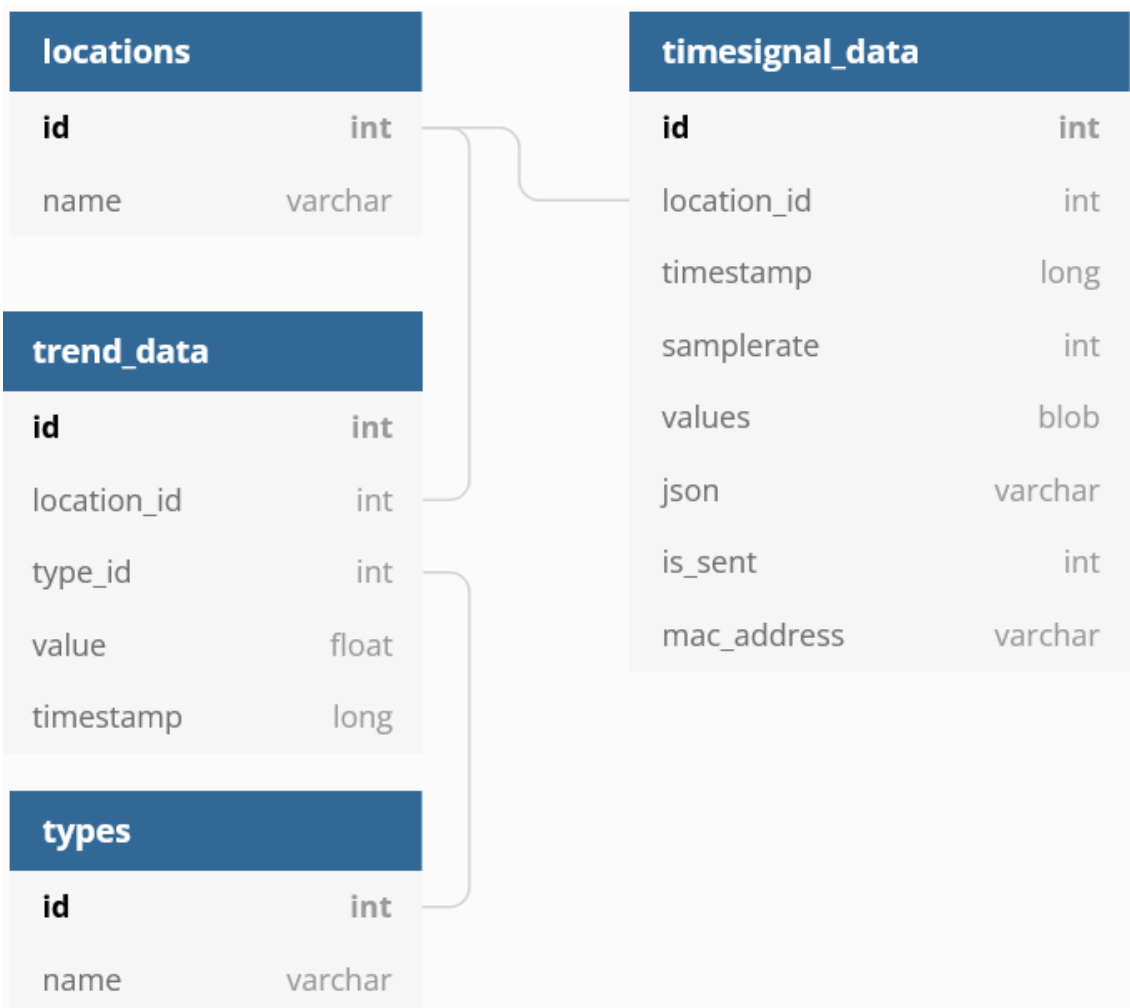 locations
id int
name varchar
trend_data
id int
location_id int
type_id int
value float
timestamp long
types
id int
name varchar
timesignal_data
id int
location_id int
timestamp long
samplerate int
values blob
json varchar
is_sent int
mac_address varchar